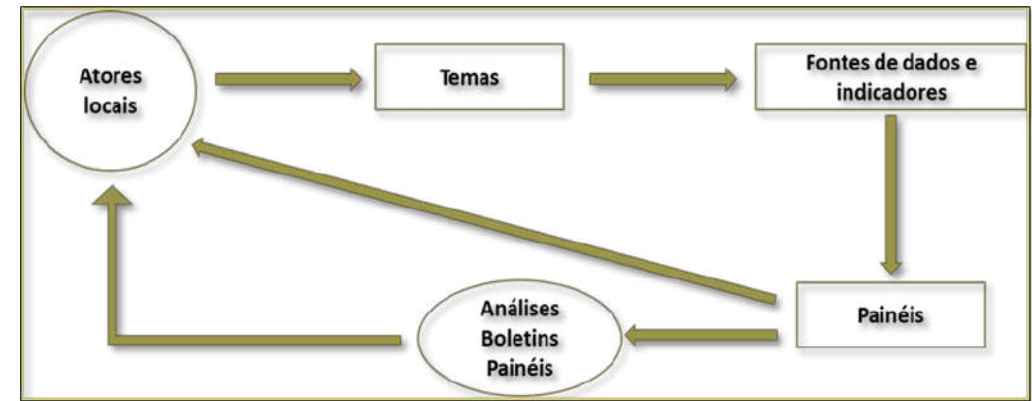 Atores
locais
Temas
Fontes de dados e
indicadores
Painéis
Análises
Boletins
Painéis